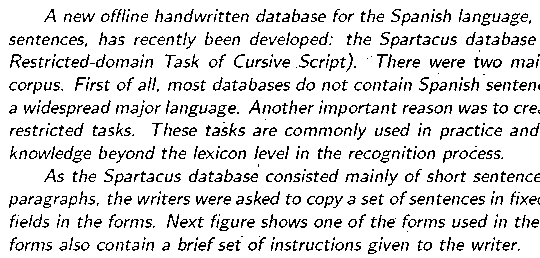 A new offline handwritten database for the Spanish language,
sentences, has recently been developed: the Spartacus database
Restricted-domain Task of Cursive Script). There were two mai
corpus. First of all, most databases do not contain Spanish senten
a widespread major language. Another important reason was to crea
restricted tasks. These tasks are commonly used in practice and
knowledge beyond the lexicon level in the recognition process.
As the Spartacus database consisted mainly of short sentence
paragraphs, the writers were asked to copy a set of sentences in fixed
fields in the forms. Next figure shows one of the forms used in the
forms also contain a brief set of instructions given to the writer.